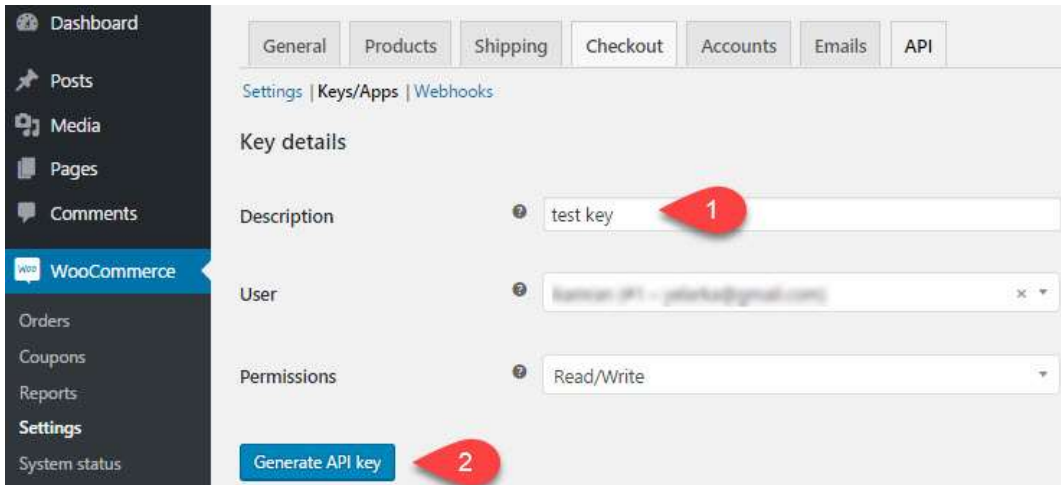 Dashboard
Posts
Media
Pages
Comments
Woo WooCommerce
Orders
Coupons
Reports
Settings
System status
General Products Shipping Checkout Accounts Emails API
Settings | Keys/Apps | Webhooks
Key details
Description ? test key 1
User ? × 
Permissions ? Read/Write
Generate API key 2